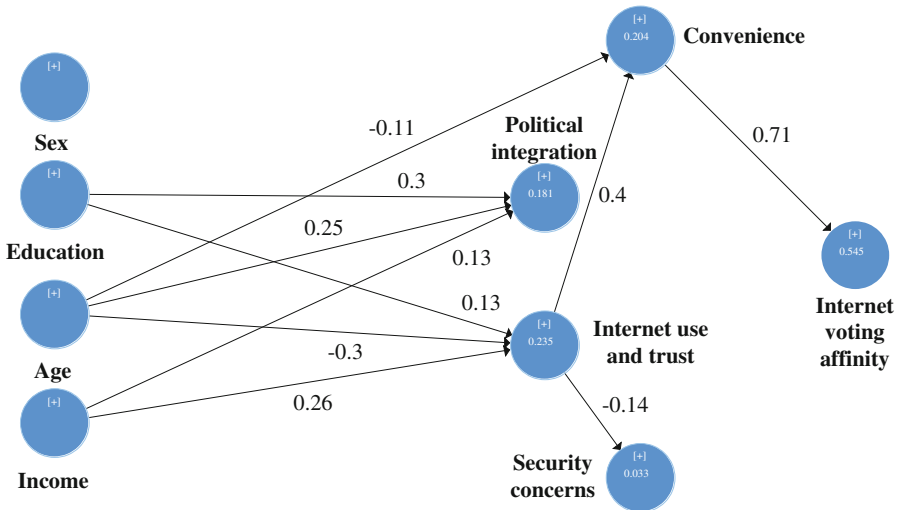 [+]
0.204
Convenience
[+]
Sex
-0.11
Political
integration
0.71
[+]
Education
0.3
[+]
0.181
0.4
0.25
[+]
0.545
0.13
Internet
voting
affinity
[+]
Age
0.13
[+]
0.235
Internet use
and trust
-0.3
[+]
Income
0.26
-0.14
Security
concerns
[+]
0.033